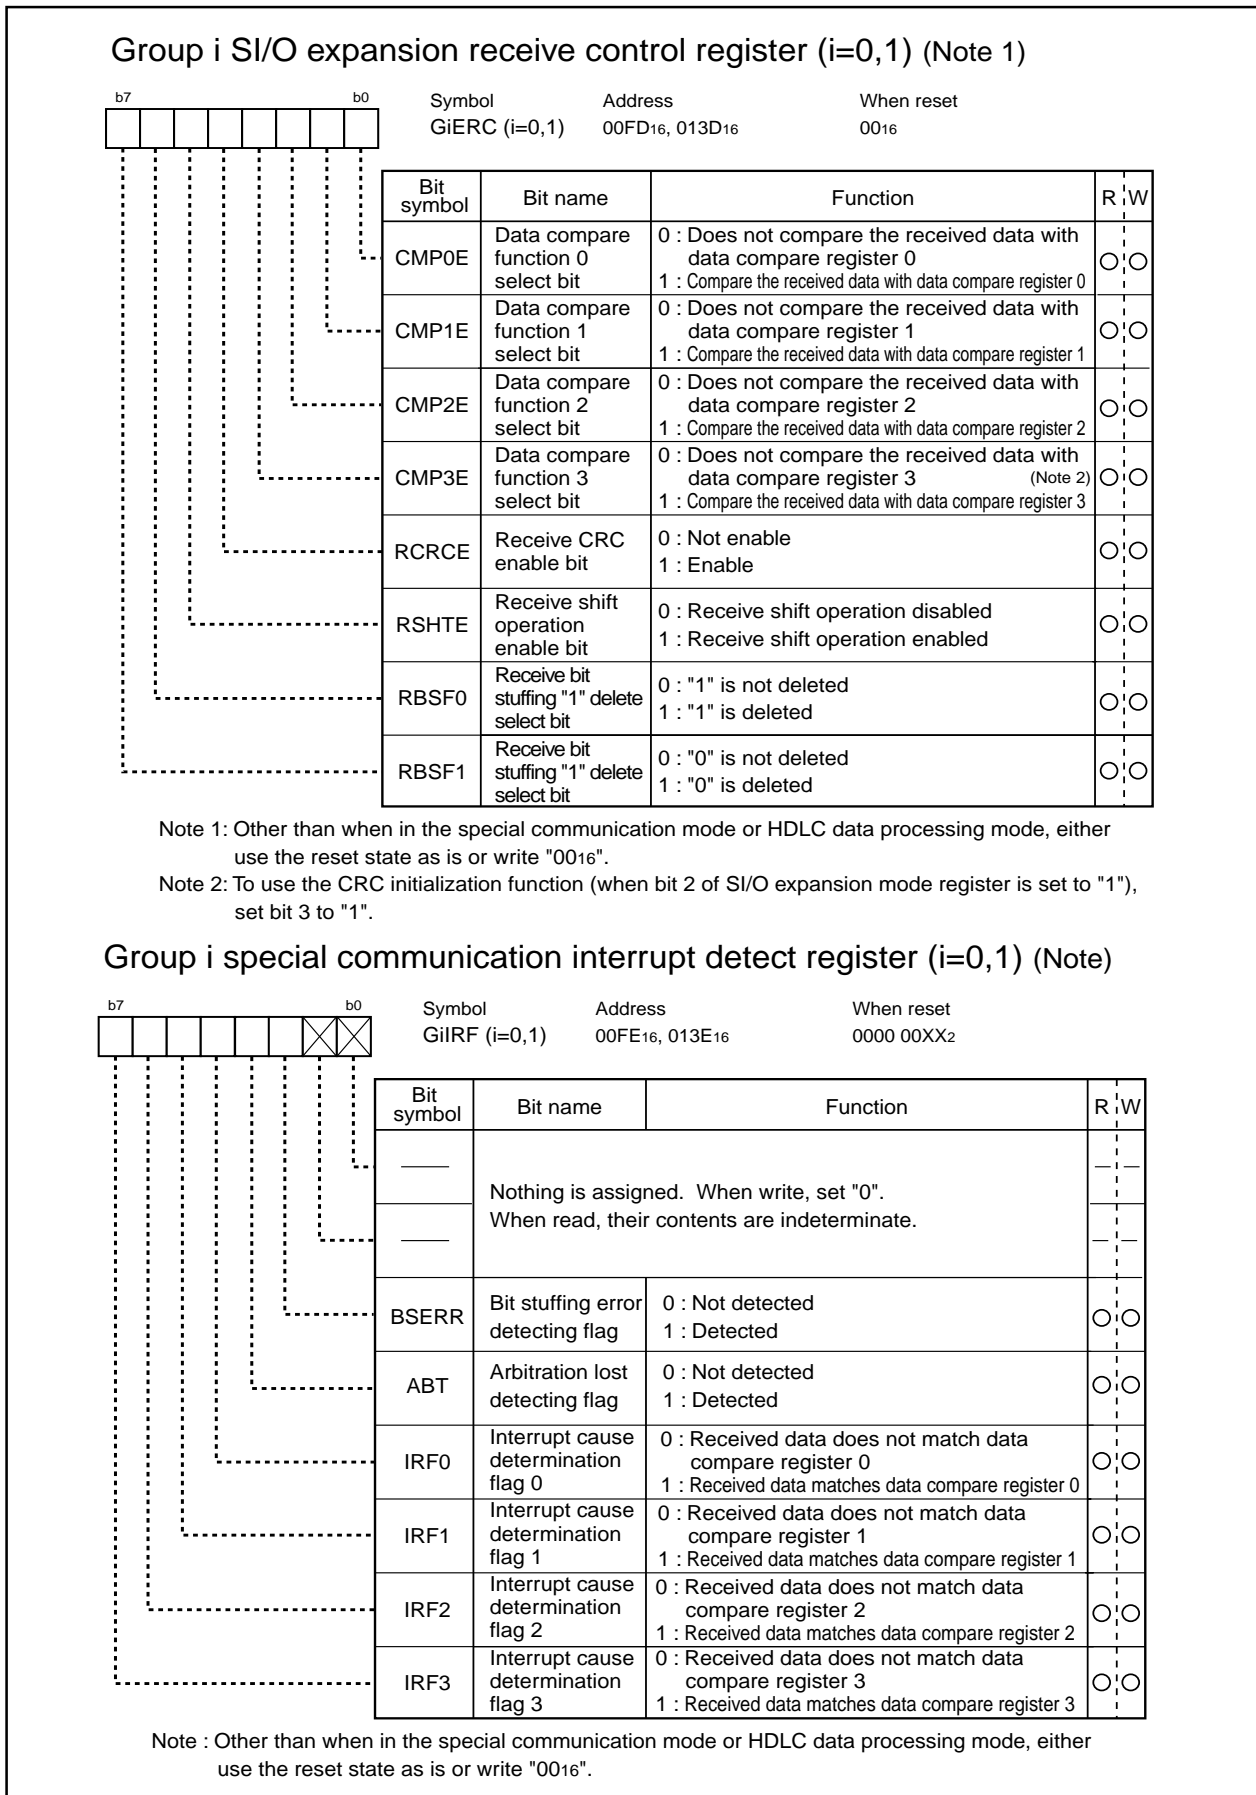 Group i SI/O expansion receive control register (i=0,1) (Note 1)
b7 b0 Symbol Address When reset
GiERC (i=0,1) 00FD16, 013D16 0016
Bit symbol Bit name Function R W
CMP0E Data compare function 0 select bit 0 : Does not compare the received data with data compare register 0
1 : Compare the received data with data compare register 0
CMP1E Data compare function 1 select bit 0 : Does not compare the received data with data compare register 1
1 : Compare the received data with data compare register 1
CMP2E Data compare function 2 select bit 0 : Does not compare the received data with data compare register 2
1 : Compare the received data with data compare register 2
CMP3E Data compare function 3 select bit 0 : Does not compare the received data with data compare register 3 (Note 2)
1 : Compare the received data with data compare register 3
RCRCE Receive CRC enable bit 0 : Not enable
1 : Enable
RSHTE Receive shift operation enable bit 0 : Receive shift operation disabled
1 : Receive shift operation enabled
RBSF0 Receive bit stuffing "1" delete select bit 0 : "1" is not deleted
1 : "1" is deleted
RBSF1 Receive bit stuffing "1" delete select bit 0 : "0" is not deleted
1 : "0" is deleted
Note 1: Other than when in the special communication mode or HDLC data processing mode, either
use the reset state as is or write "0016".
Note 2: To use the CRC initialization function (when bit 2 of SI/O expansion mode register is set to "1"),
set bit 3 to "1".
Group i special communication interrupt detect register (i=0,1) (Note)
b7 b0 Symbol Address When reset
GiIRF (i=0,1) 00FE16, 013E16 0000 00XX2
Bit symbol Bit name Function R W
Nothing is assigned. When write, set "0".
When read, their contents are indeterminate.
BSERR Bit stuffing error detecting flag 0 : Not detected
1 : Detected
ABT Arbitration lost detecting flag 0 : Not detected
1 : Detected
IRF0 Interrupt cause determination flag 0 0 : Received data does not match data compare register 0
1 : Received data matches data compare register 0
IRF1 Interrupt cause determination flag 1 0 : Received data does not match data compare register 1
1 : Received data matches data compare register 1
IRF2 Interrupt cause determination flag 2 0 : Received data does not match data compare register 2
1 : Received data matches data compare register 2
IRF3 Interrupt cause determination flag 3 0 : Received data does not match data compare register 3
1 : Received data matches data compare register 3
Note : Other than when in the special communication mode or HDLC data processing mode, either
use the reset state as is or write "0016".